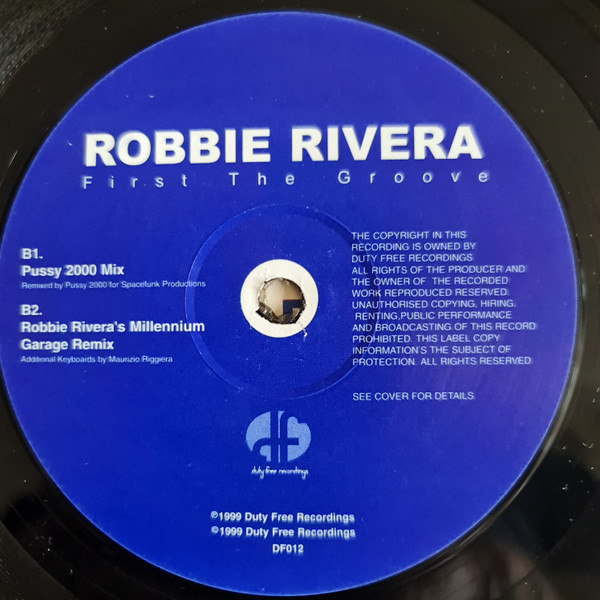 ROBBIE RIVERA
First The Groove
B1.
Pussy 2000 Mix
Remixed by Pussy 2000 for Spacefunk Productions
B2.
Robbie Rivera's Millennium
Garage Remix
Additional Keyboards by Maurizio Riggiera
THE COPYRIGHT IN THIS
RECORDING IS OWNED BY
DUTY FREE RECORDINGS
ALL RIGHTS OF THE PRODUCER AND
THE OWNER OF THE RECORDED
WORK REPRODUCED RESERVED.
UNAUTHORISED COPYING, HIRING,
RENTING,PUBLIC PERFORMANCE
AND BROADCASTING OF THIS RECORD
PROHIBITED. THIS LABEL COPY
INFORMATION'S THE SUBJECT OF
PROTECTION. ALL RIGHTS RESERVED
SEE COVER FOR DETAILS
df
duty free recordings
℗1999 Duty Free Recordings
©1999 Duty Free Recordings
DF012